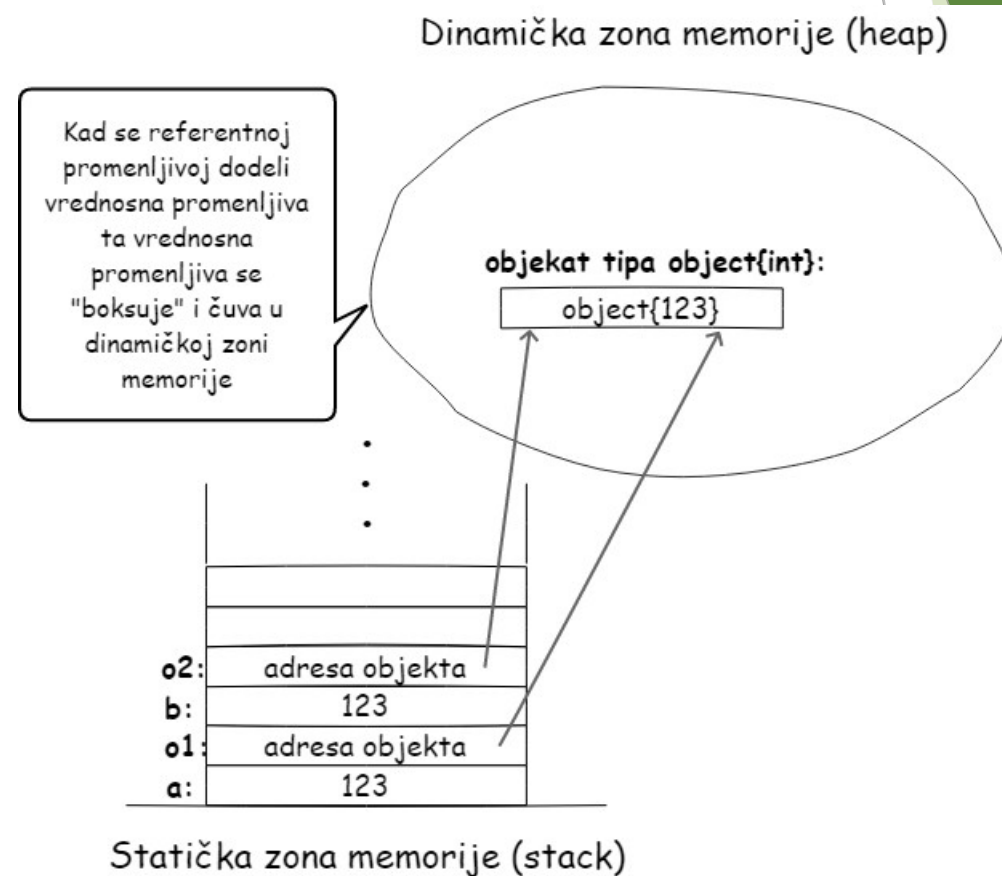 Dinamička zona memorije (heap)
Kad se referentnoj
promenljivoj dodeli
vrednosna promenljiva
ta vrednosna
promenljiva se
"boksuje" i čuva u
dinamičkoj zoni
memorije
objekat tipa object{int}:
object{123}
o2: adresa objekta
b: 123
o1: adresa objekta
a: 123
Statička zona memorije (stack)